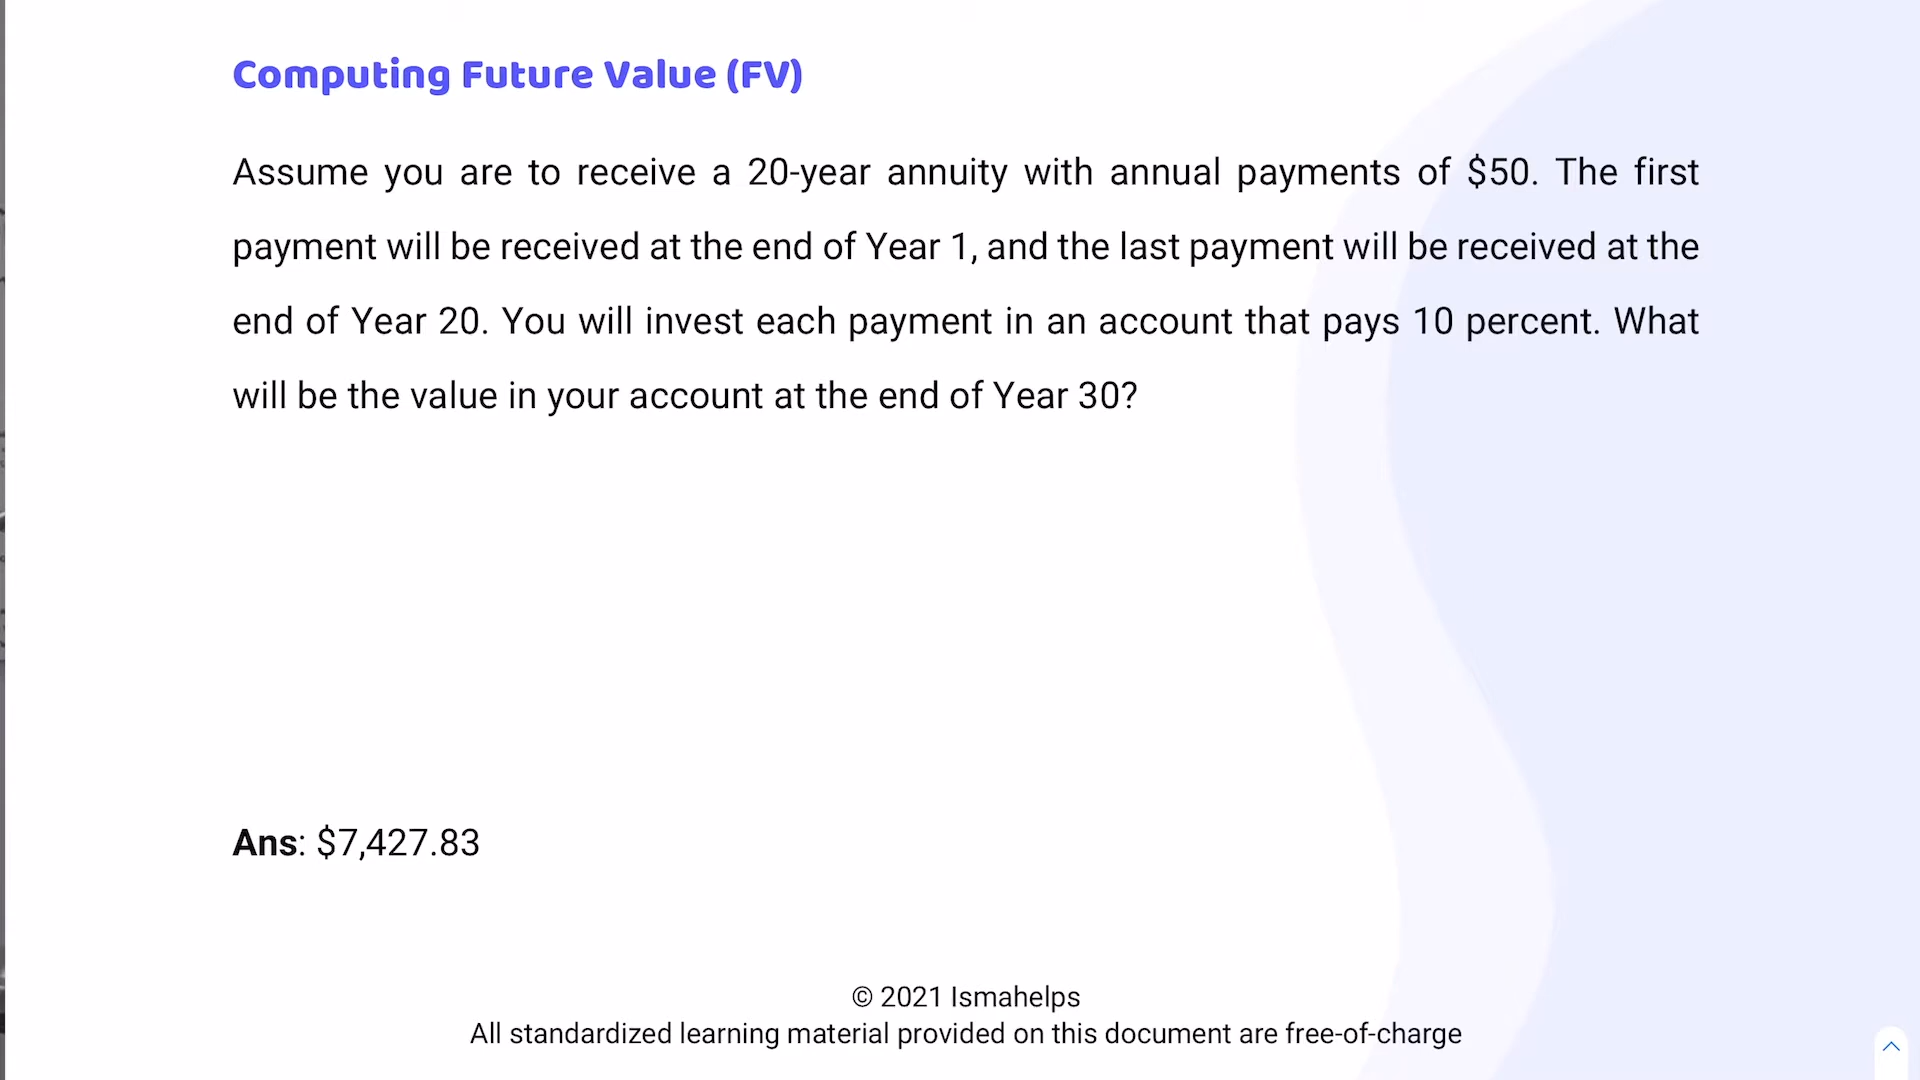 Computing Future Value (FV)
Assume you are to receive a 20-year annuity with annual payments of $50. The first
payment will be received at the end of Year 1, and the last payment will be received at the
end of Year 20. You will invest each payment in an account that pays 10 percent. What
will be the value in your account at the end of Year 30?
Ans: $7,427.83
© 2021 Ismahelps
All standardized learning material provided on this document are free-of-charge